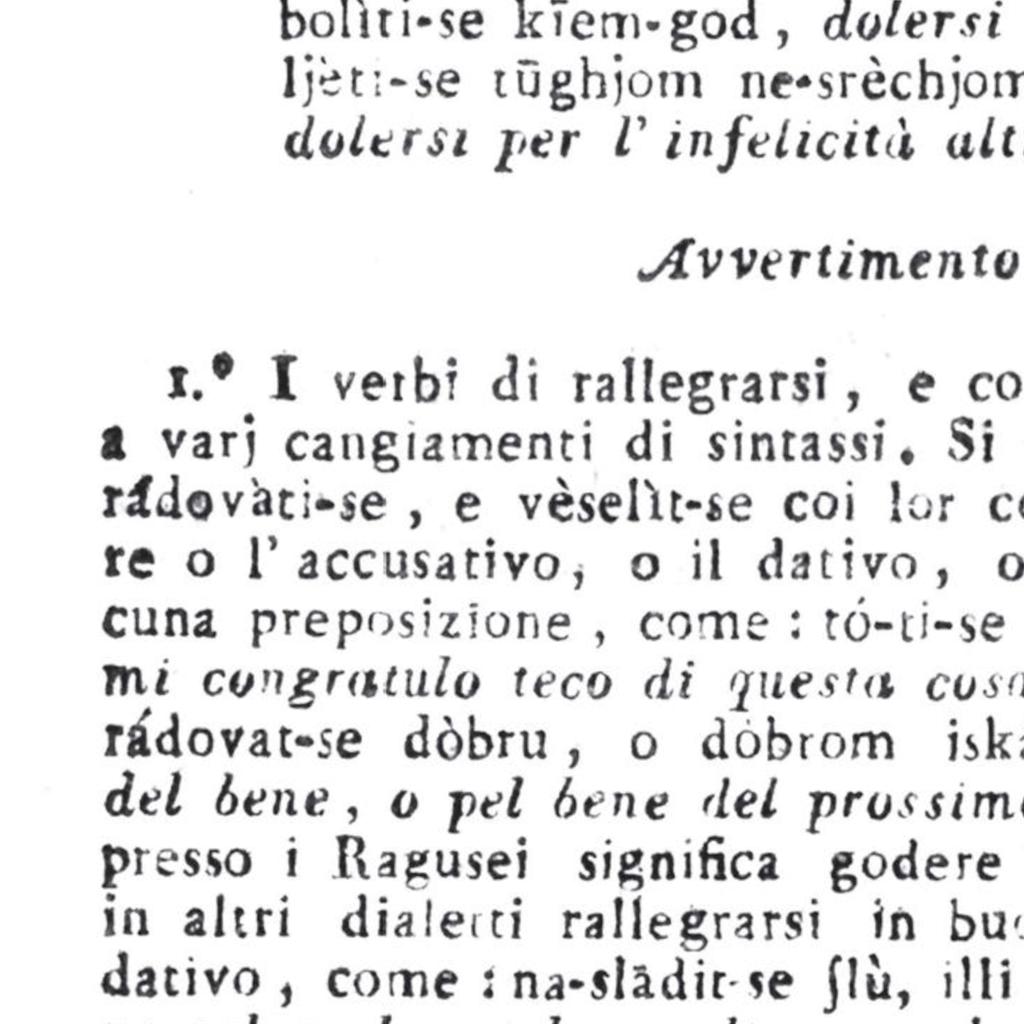 bolìti-se kīem-god, dolersi
ljèti-se tūghjom ne-srèchjom
dolersi per l' infelicità alt
Avvertimento
1.° I verbi di rallegrarsi, e co
a varj cangiamenti di sintassi. Si
rádovàti-se, e vèselìt-se coi lor c
re o l' accusativo, o il dativo, o
cuna preposizione, come: tó-ti-se
mi congratulo teco di questa cosa
rádovat-se dòbru, o dòbrom isk
del bene, o pel bene del prossim
presso i Ragusei significa godere
in altri dialetti rallegrarsi in bu
dativo, come: na-slādit-se ſlù, illi